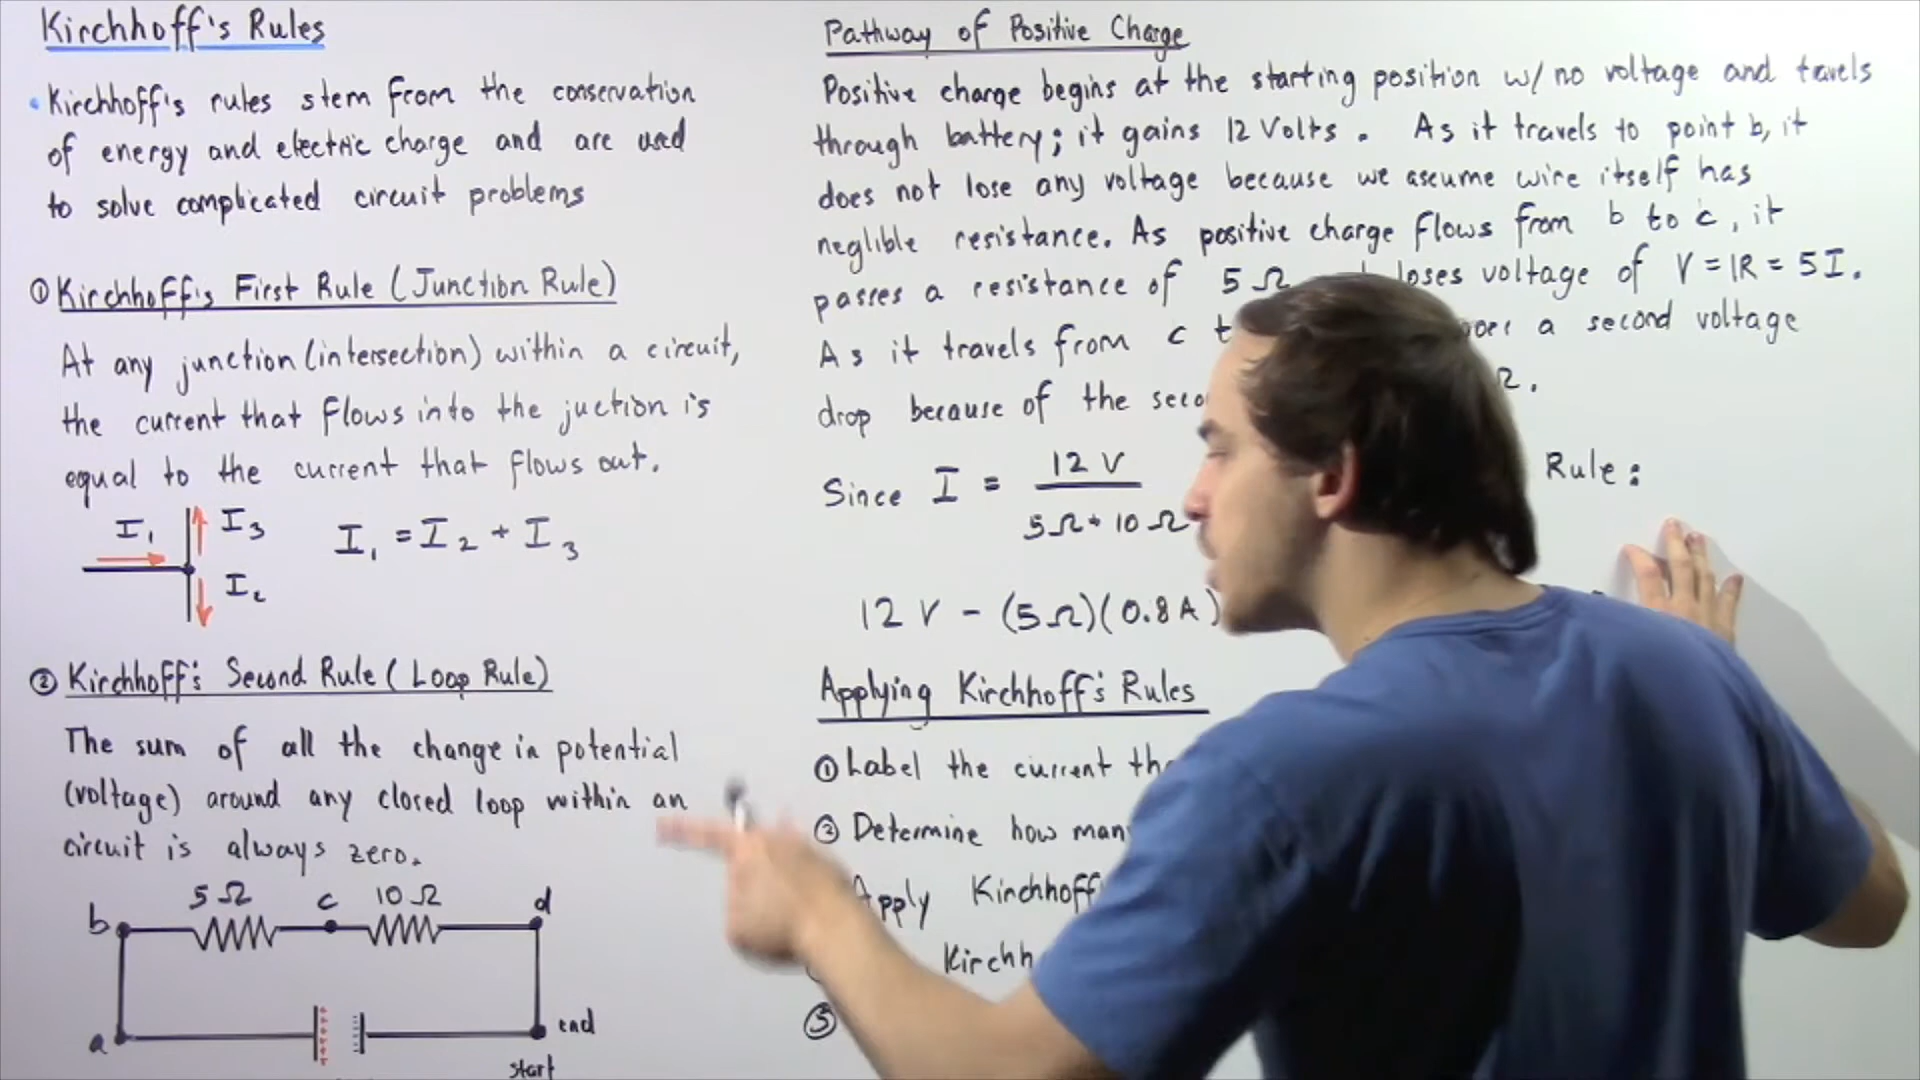 Kirchhoff's Rules
• Kirchhoff's rules stem from the conservation
of energy and electric charge and are used
to solve complicated circuit problems
① Kirchhoff's First Rule (Junction Rule)
At any junction (intersection) within a circuit,
the current that flows into the juction is
equal to the current that flows out.
I₁ I₃ I₁ = I₂ + I₃
I₂
② Kirchhoff's Second Rule (Loop Rule)
The sum of all the change in potential
(voltage) around any closed loop within an
circuit is always zero.
5Ω c 10Ω d
b
a end
start
Pathway of Positive Charge
Positive charge begins at the starting position w/ no voltage and tavels
through battery; it gains 12 Volts. As it travels to point b, it
does not lose any voltage because we assume wire itself has
neglible resistance. As positive charge flows from b to c, it
passes a resistance of 5Ω loses voltage of V = IR = 5I.
As it travels from c a second voltage
drop because of the Ω.
Since I = 12 V / 5Ω + 10Ω Rule:
12 V - (5Ω)(0.8A)
Applying Kirchhoff's Rules
① Label the current
② Determine how
Apply Kirchhoff
⑤